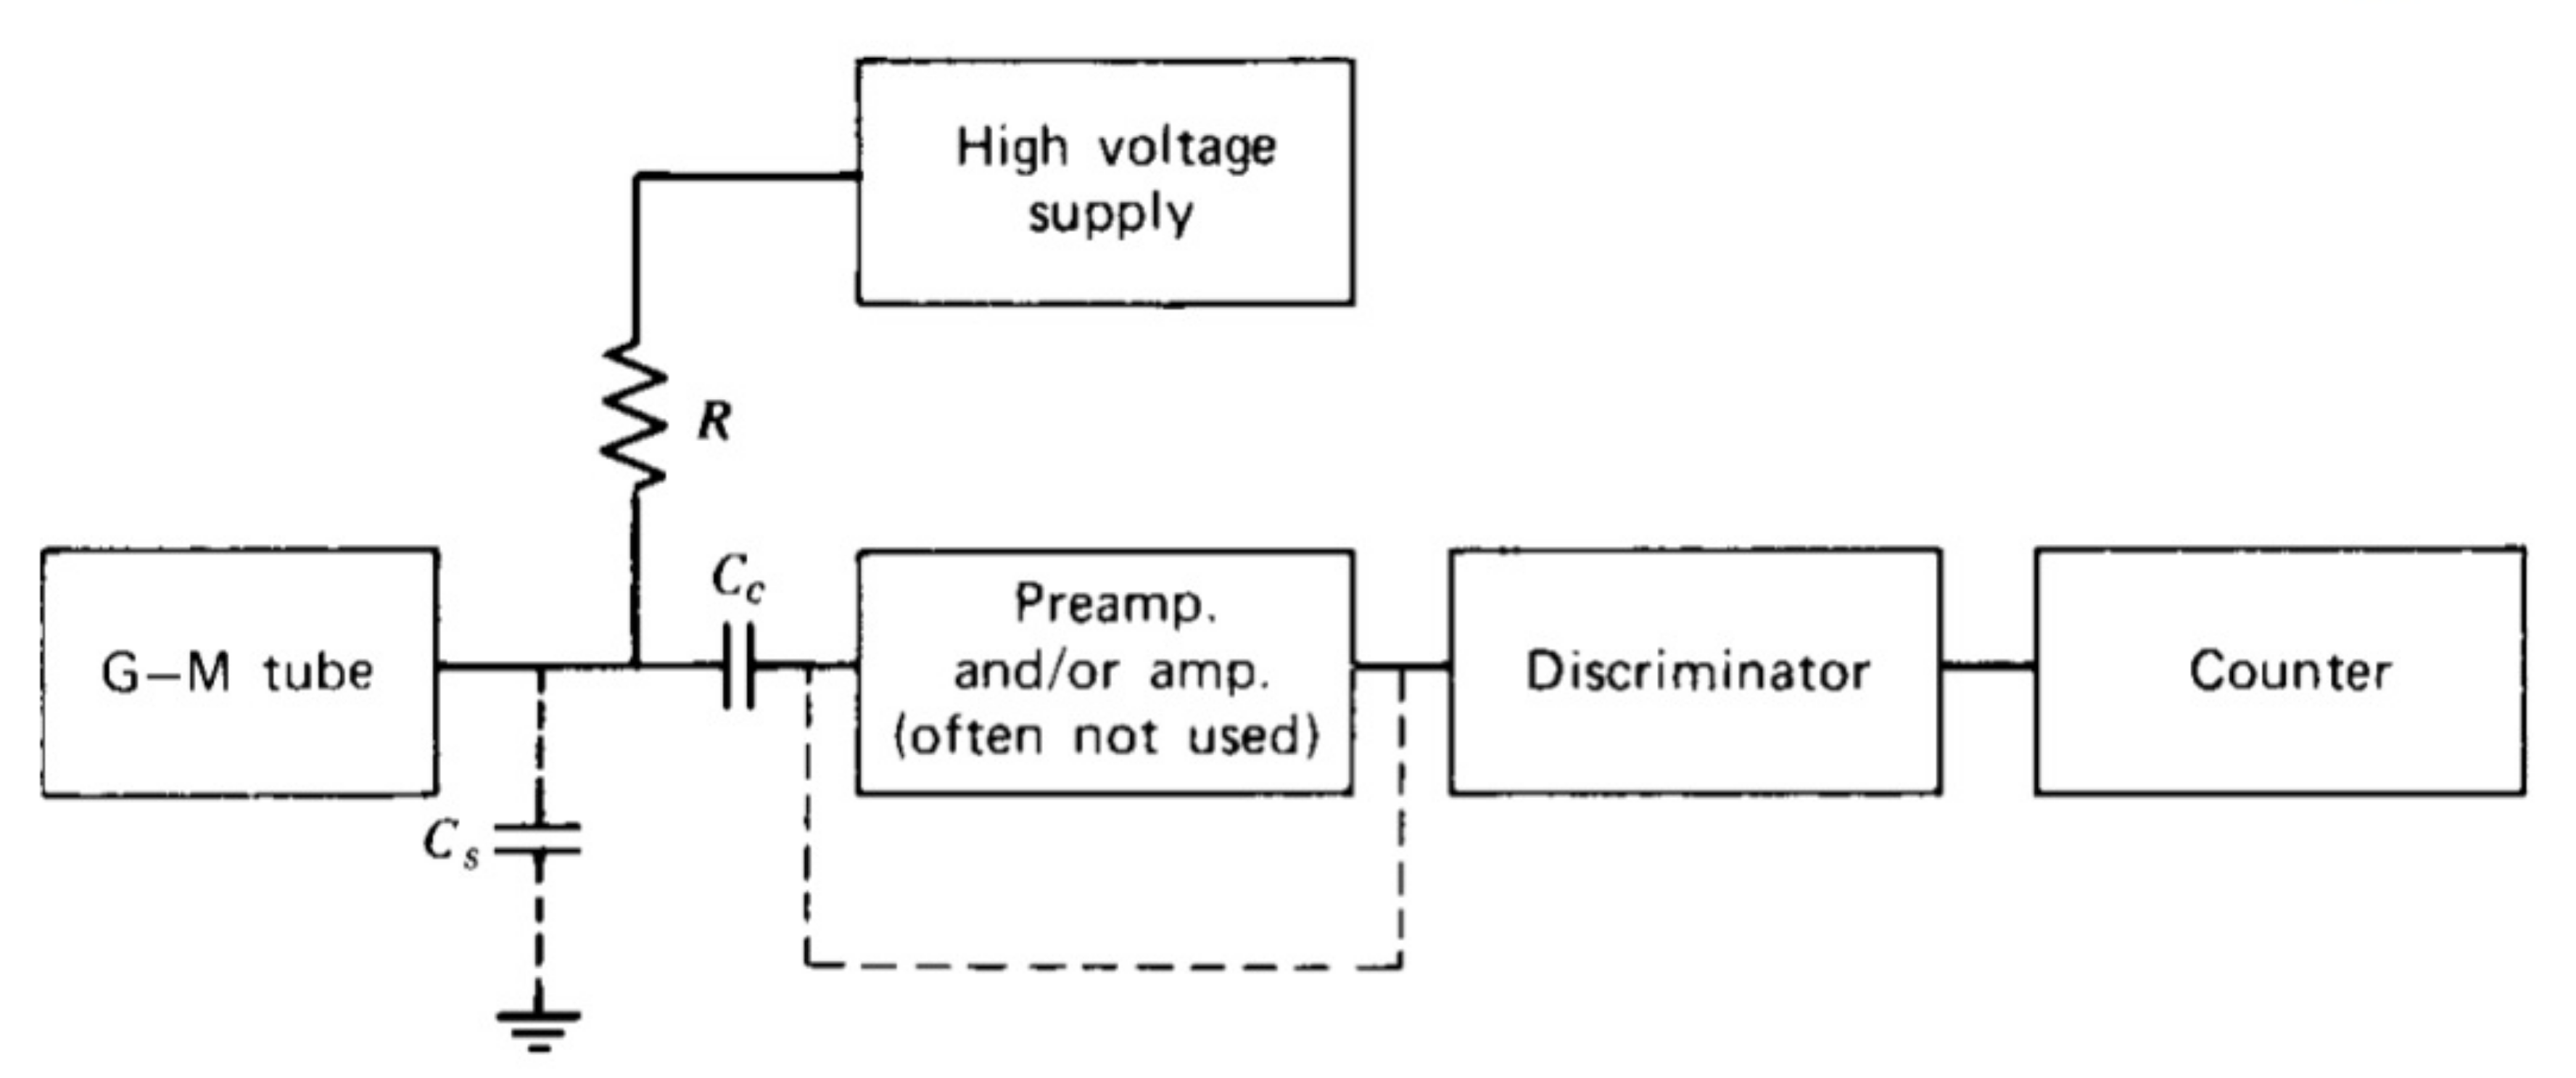 High voltage
supply
R
C_c
G–M tube
Preamp.
and/or amp.
(often not used)
Discriminator
Counter
C_s